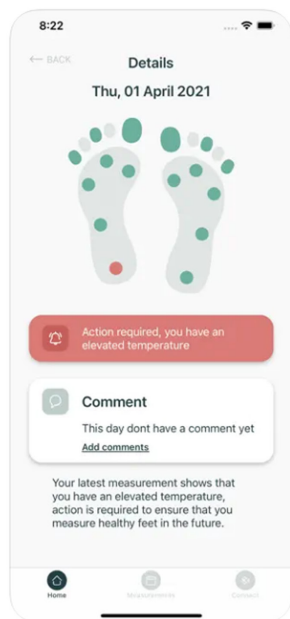 8:22
BACK
Details
Thu, 01 April 2021
Action required, you have an
elevated temperature
Comment
This day dont have a comment yet
Add comments
Your latest measurement shows that
you have an elevated temperature,
action is required to ensure that you
measure healthy feet in the future.
Home
Measurements
Connect